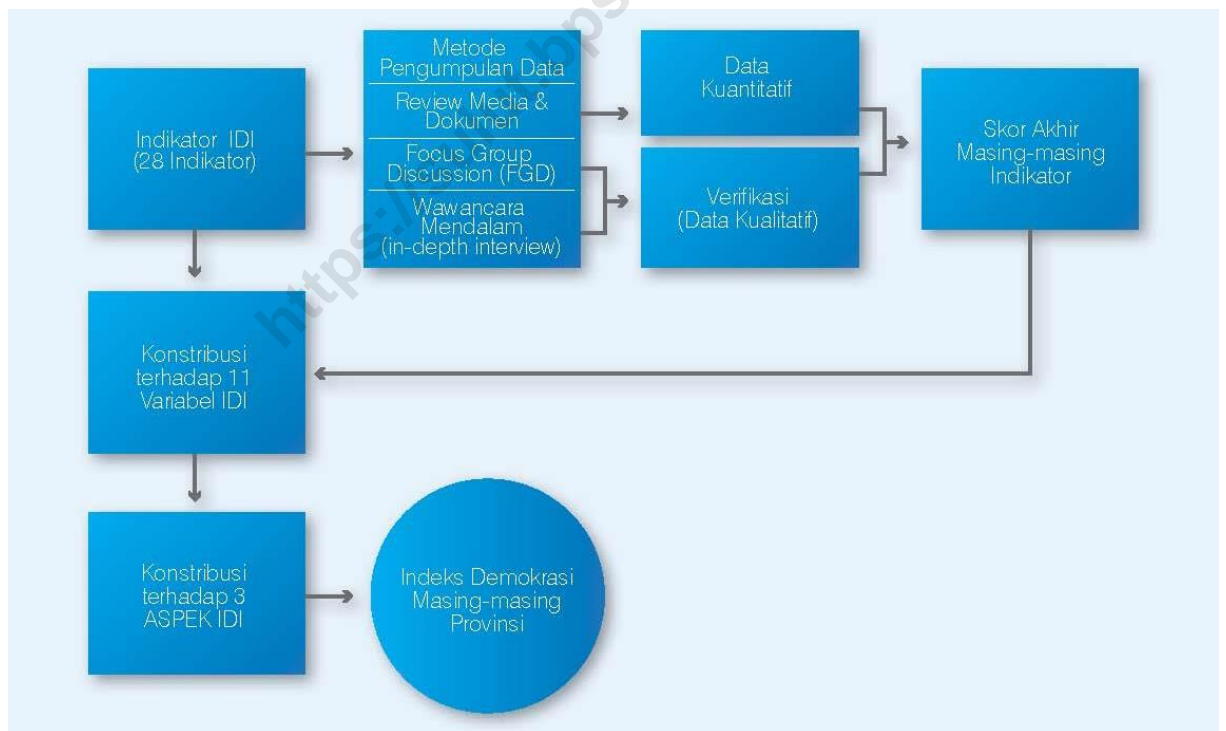 Indikator IDI
(28 Indikator)
Metode
Pengumpulan Data
Review Media &
Dokumen
Focus Group
Discussion (FGD)
Wawancara
Mendalam
(in-depth interview)
Data
Kuantitatif
Verifikasi
(Data Kualitatif)
Skor Akhir
Masing-masing
Indikator
Konstribusi
terhadap 11
Variabel IDI
Konstribusi
terhadap 3
ASPEK IDI
Indeks Demokrasi
Masing-masing
Provinsi